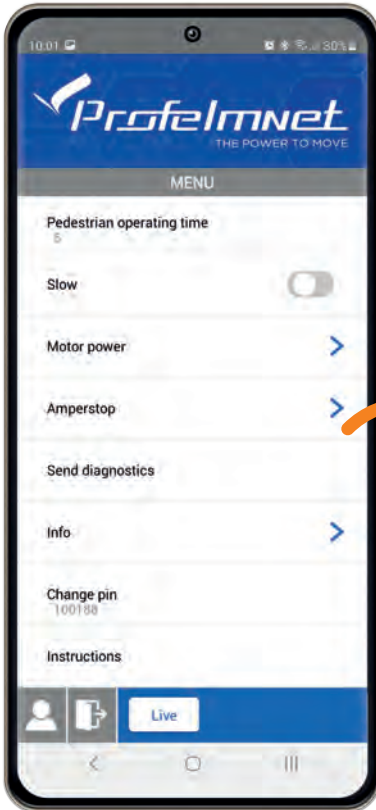 10:01
30%
Profelmnet
THE POWER TO MOVE
MENU
Pedestrian operating time
5
Slow
Motor power
Amperstop
Send diagnostics
Info
Change pin
100188
Instructions
Live